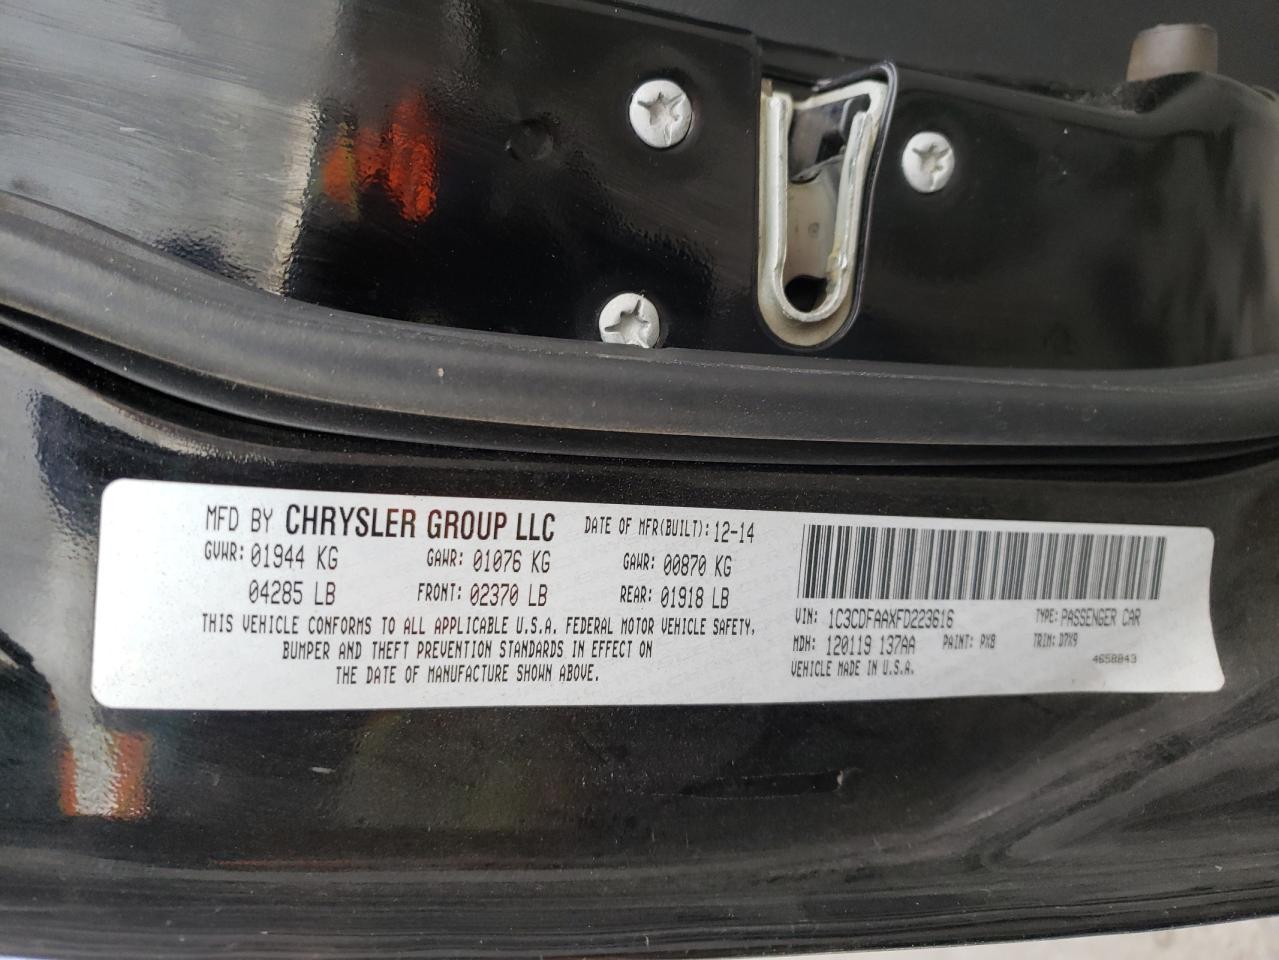 MFD BY CHRYSLER GROUP LLC DATE OF MFR(BUILT): 12-14
GVWR: 01944 KG GAWR: 01076 KG GAWR: 00870 KG
04285 LB FRONT: 02370 LB REAR: 01918 LB
THIS VEHICLE CONFORMS TO ALL APPLICABLE U.S.A. FEDERAL MOTOR VEHICLE SAFETY,
BUMPER AND THEFT PREVENTION STANDARDS IN EFFECT ON
THE DATE OF MANUFACTURE SHOWN ABOVE.
VIN: 1C3CDFAAXFD223616 TYPE: PASSENGER CAR
MDH: 120119 137AA PAINT: PX8 TRIM: D7X9
VEHICLE MADE IN U.S.A. 4658843